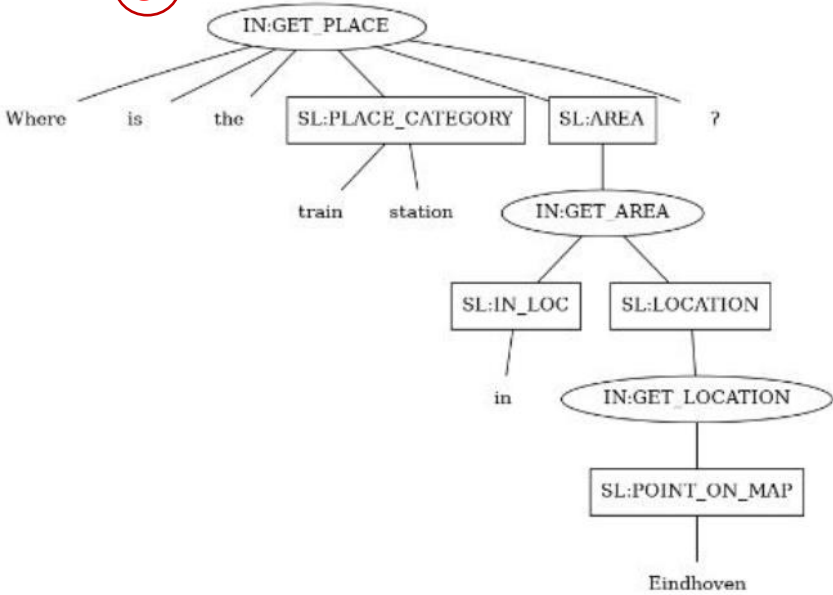 IN:GET_PLACE
Where is the SL:PLACE_CATEGORY SL:AREA ?
train station IN:GET_AREA
SL:IN_LOC SL:LOCATION
in IN:GET_LOCATION
SL:POINT_ON_MAP
Eindhoven